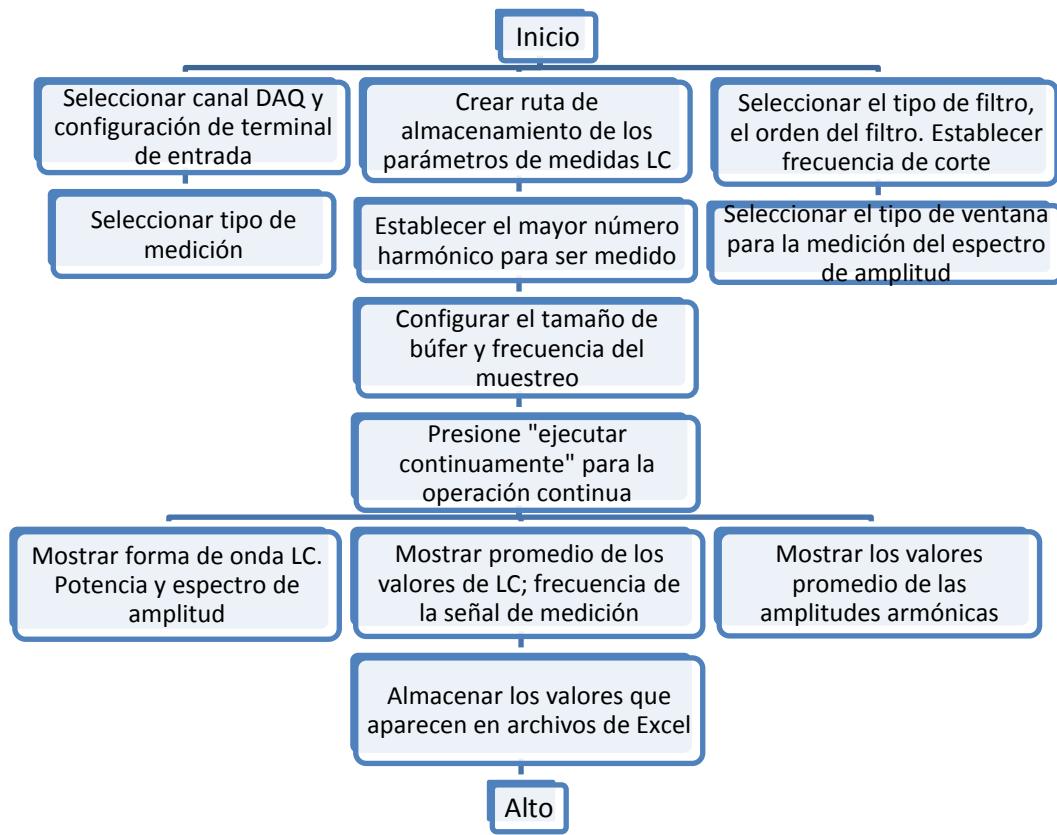 Inicio
Seleccionar canal DAQ y
configuración de terminal
de entrada
Crear ruta de
almacenamiento de los
parámetros de medidas LC
Seleccionar el tipo de filtro,
el orden del filtro. Establecer
frecuencia de corte
Seleccionar tipo de
medición
Establecer el mayor número
harmónico para ser medido
Seleccionar el tipo de ventana
para la medición del espectro
de amplitud
Configurar el tamaño de
búfer y frecuencia del
muestreo
Presione "ejecutar
continuamente" para la
operación continua
Mostrar forma de onda LC.
Potencia y espectro de
amplitud
Mostrar promedio de los
valores de LC; frecuencia de
la señal de medición
Mostrar los valores
promedio de las
amplitudes armónicas
Almacenar los valores que
aparecen en archivos de Excel
Alto